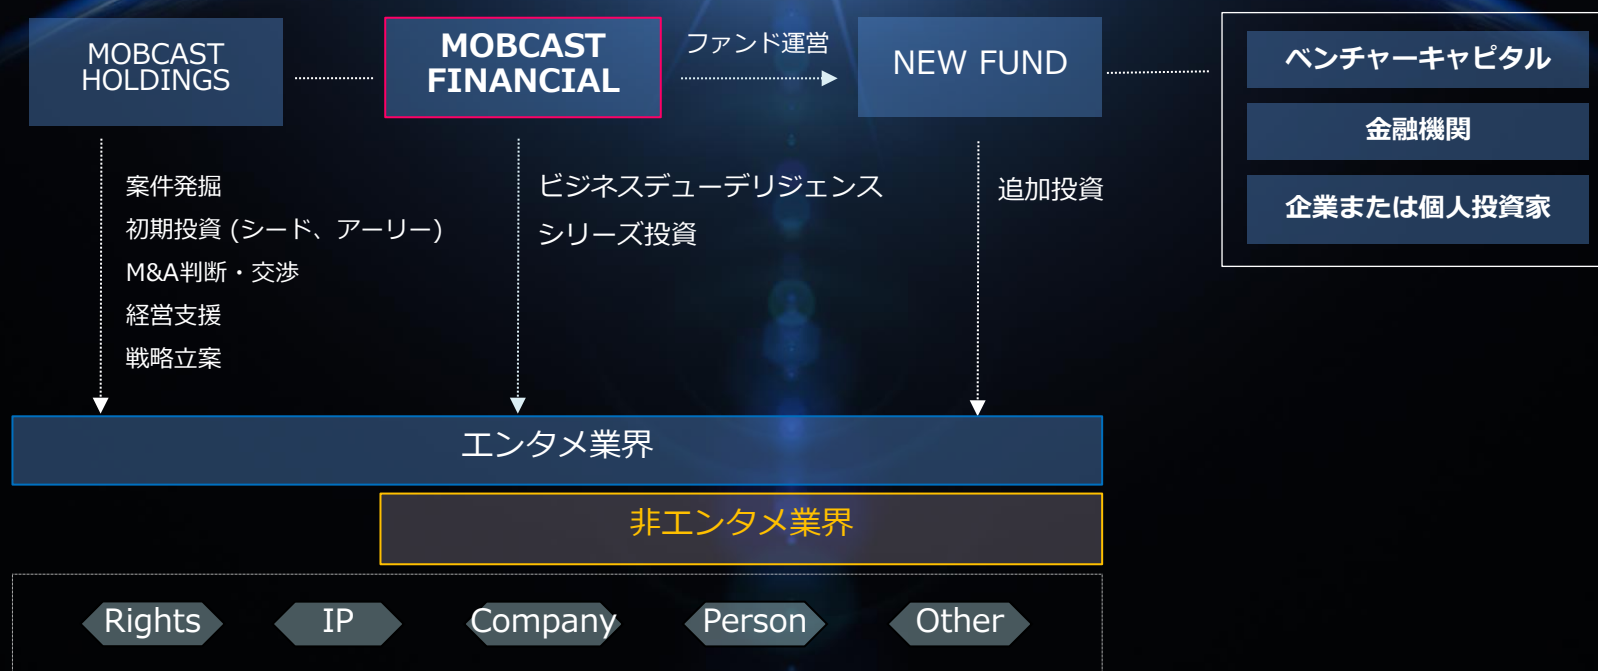 MOBCAST
HOLDINGS
MOBCAST
FINANCIAL
ファンド運営
NEW FUND
ベンチャーキャピタル
金融機関
企業または個人投資家
案件発掘
初期投資 (シード、アーリー)
M&A判断・交渉
経営支援
戦略立案
ビジネスデューデリジェンス
シリーズ投資
追加投資
エンタメ業界
非エンタメ業界
Rights
IP
Company
Person
Other